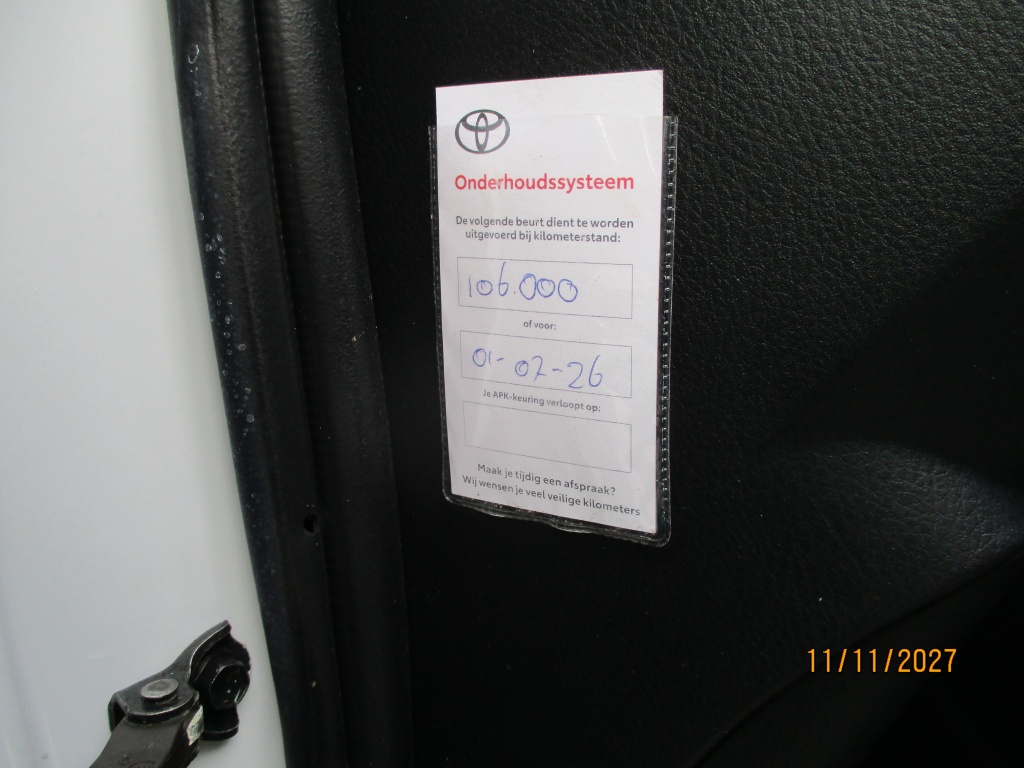 Onderhoudssysteem
De volgende beurt dient te worden
uitgevoerd bij kilometerstand:
106.000
of voor:
01-07-26
Je APK-keuring verloopt op:
Maak je tijdig een afspraak?
Wij wensen je veel veilige kilometers
11/11/2027